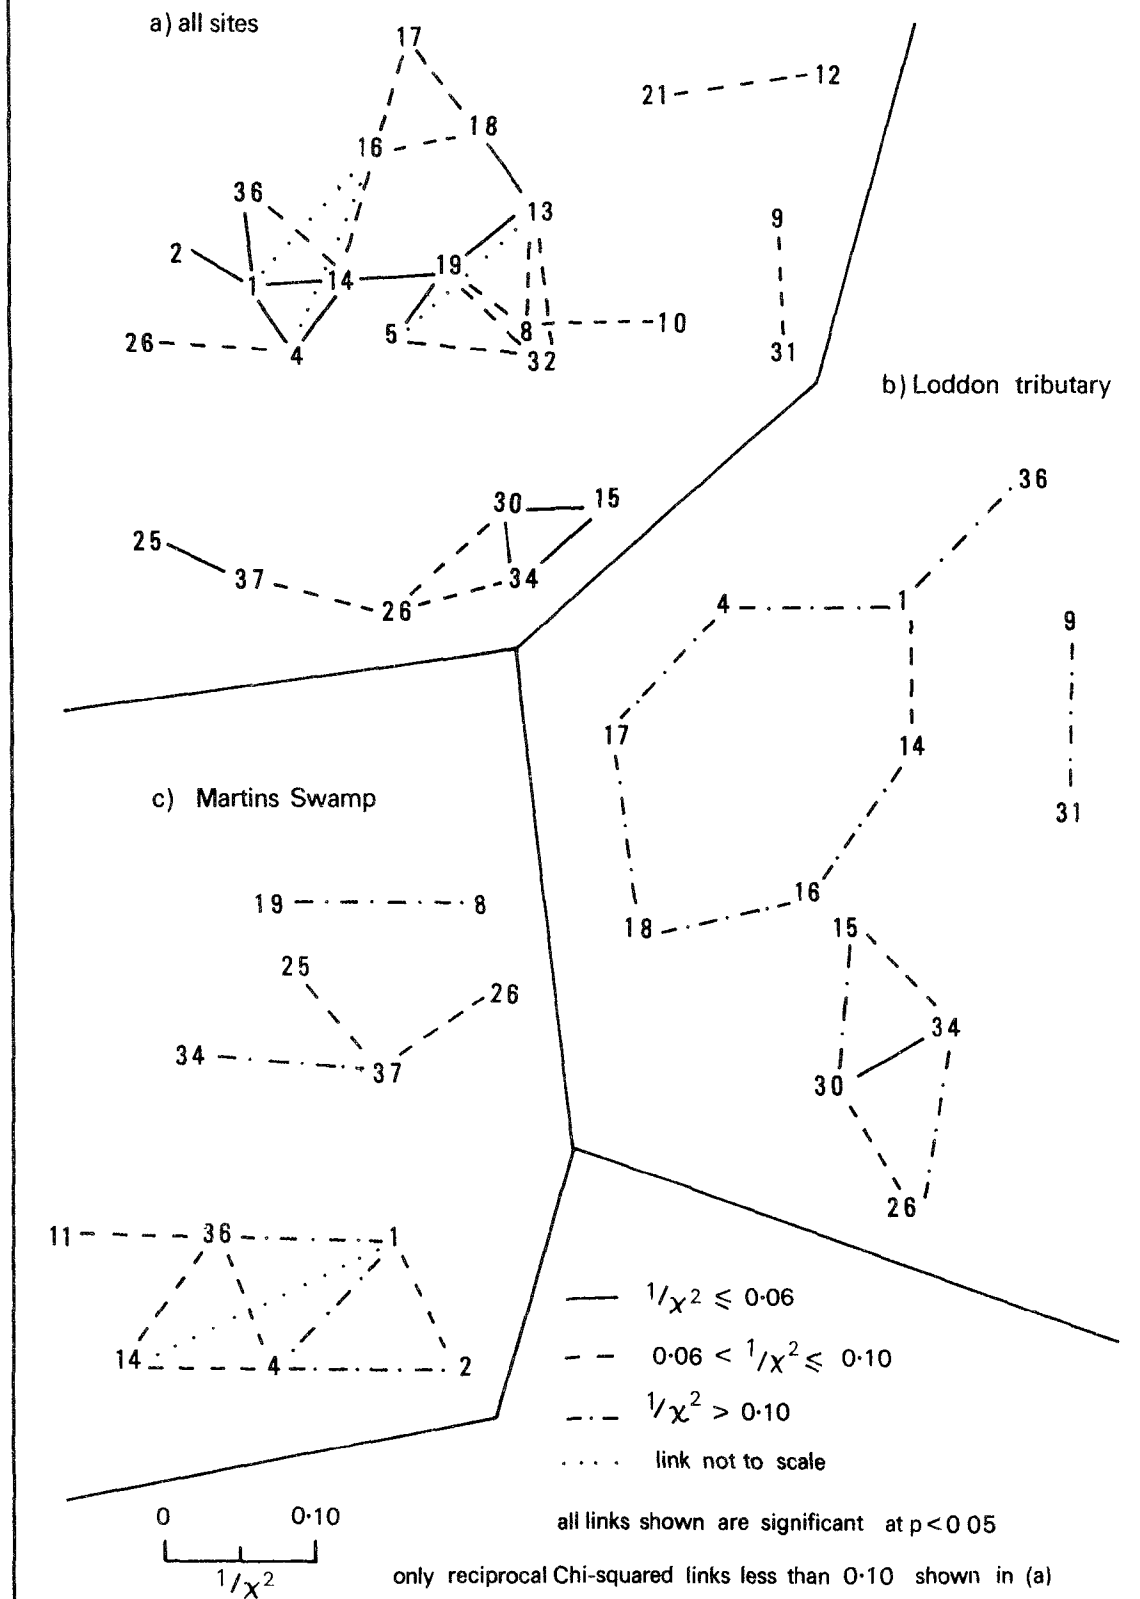 a) all sites
17
21 12
18
16
36
13 9
2
19
1 14
5 8 10
26 31
4 32
b) Loddon tributary
36
30 15
25
37 34
26
4 1
9
17 14
c) Martins Swamp
31
16
19 8
18 15
25
26
34
34 37
30
26
11 36 1
14 4 2
1/χ² ⩽ 0·06
0·06 < 1/χ² ⩽ 0·10
1/χ² > 0·10
link not to scale
0 0·10
1/χ²
all links shown are significant at p<0 05
only reciprocal Chi-squared links less than 0·10 shown in (a)